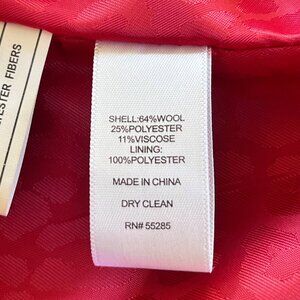 YESTER FIBERS
SHELL:64%WOOL
25%POLYESTER
11%VISCOSE
LINING:
100%POLYESTER
MADE IN CHINA
DRY CLEAN
RN# 55285